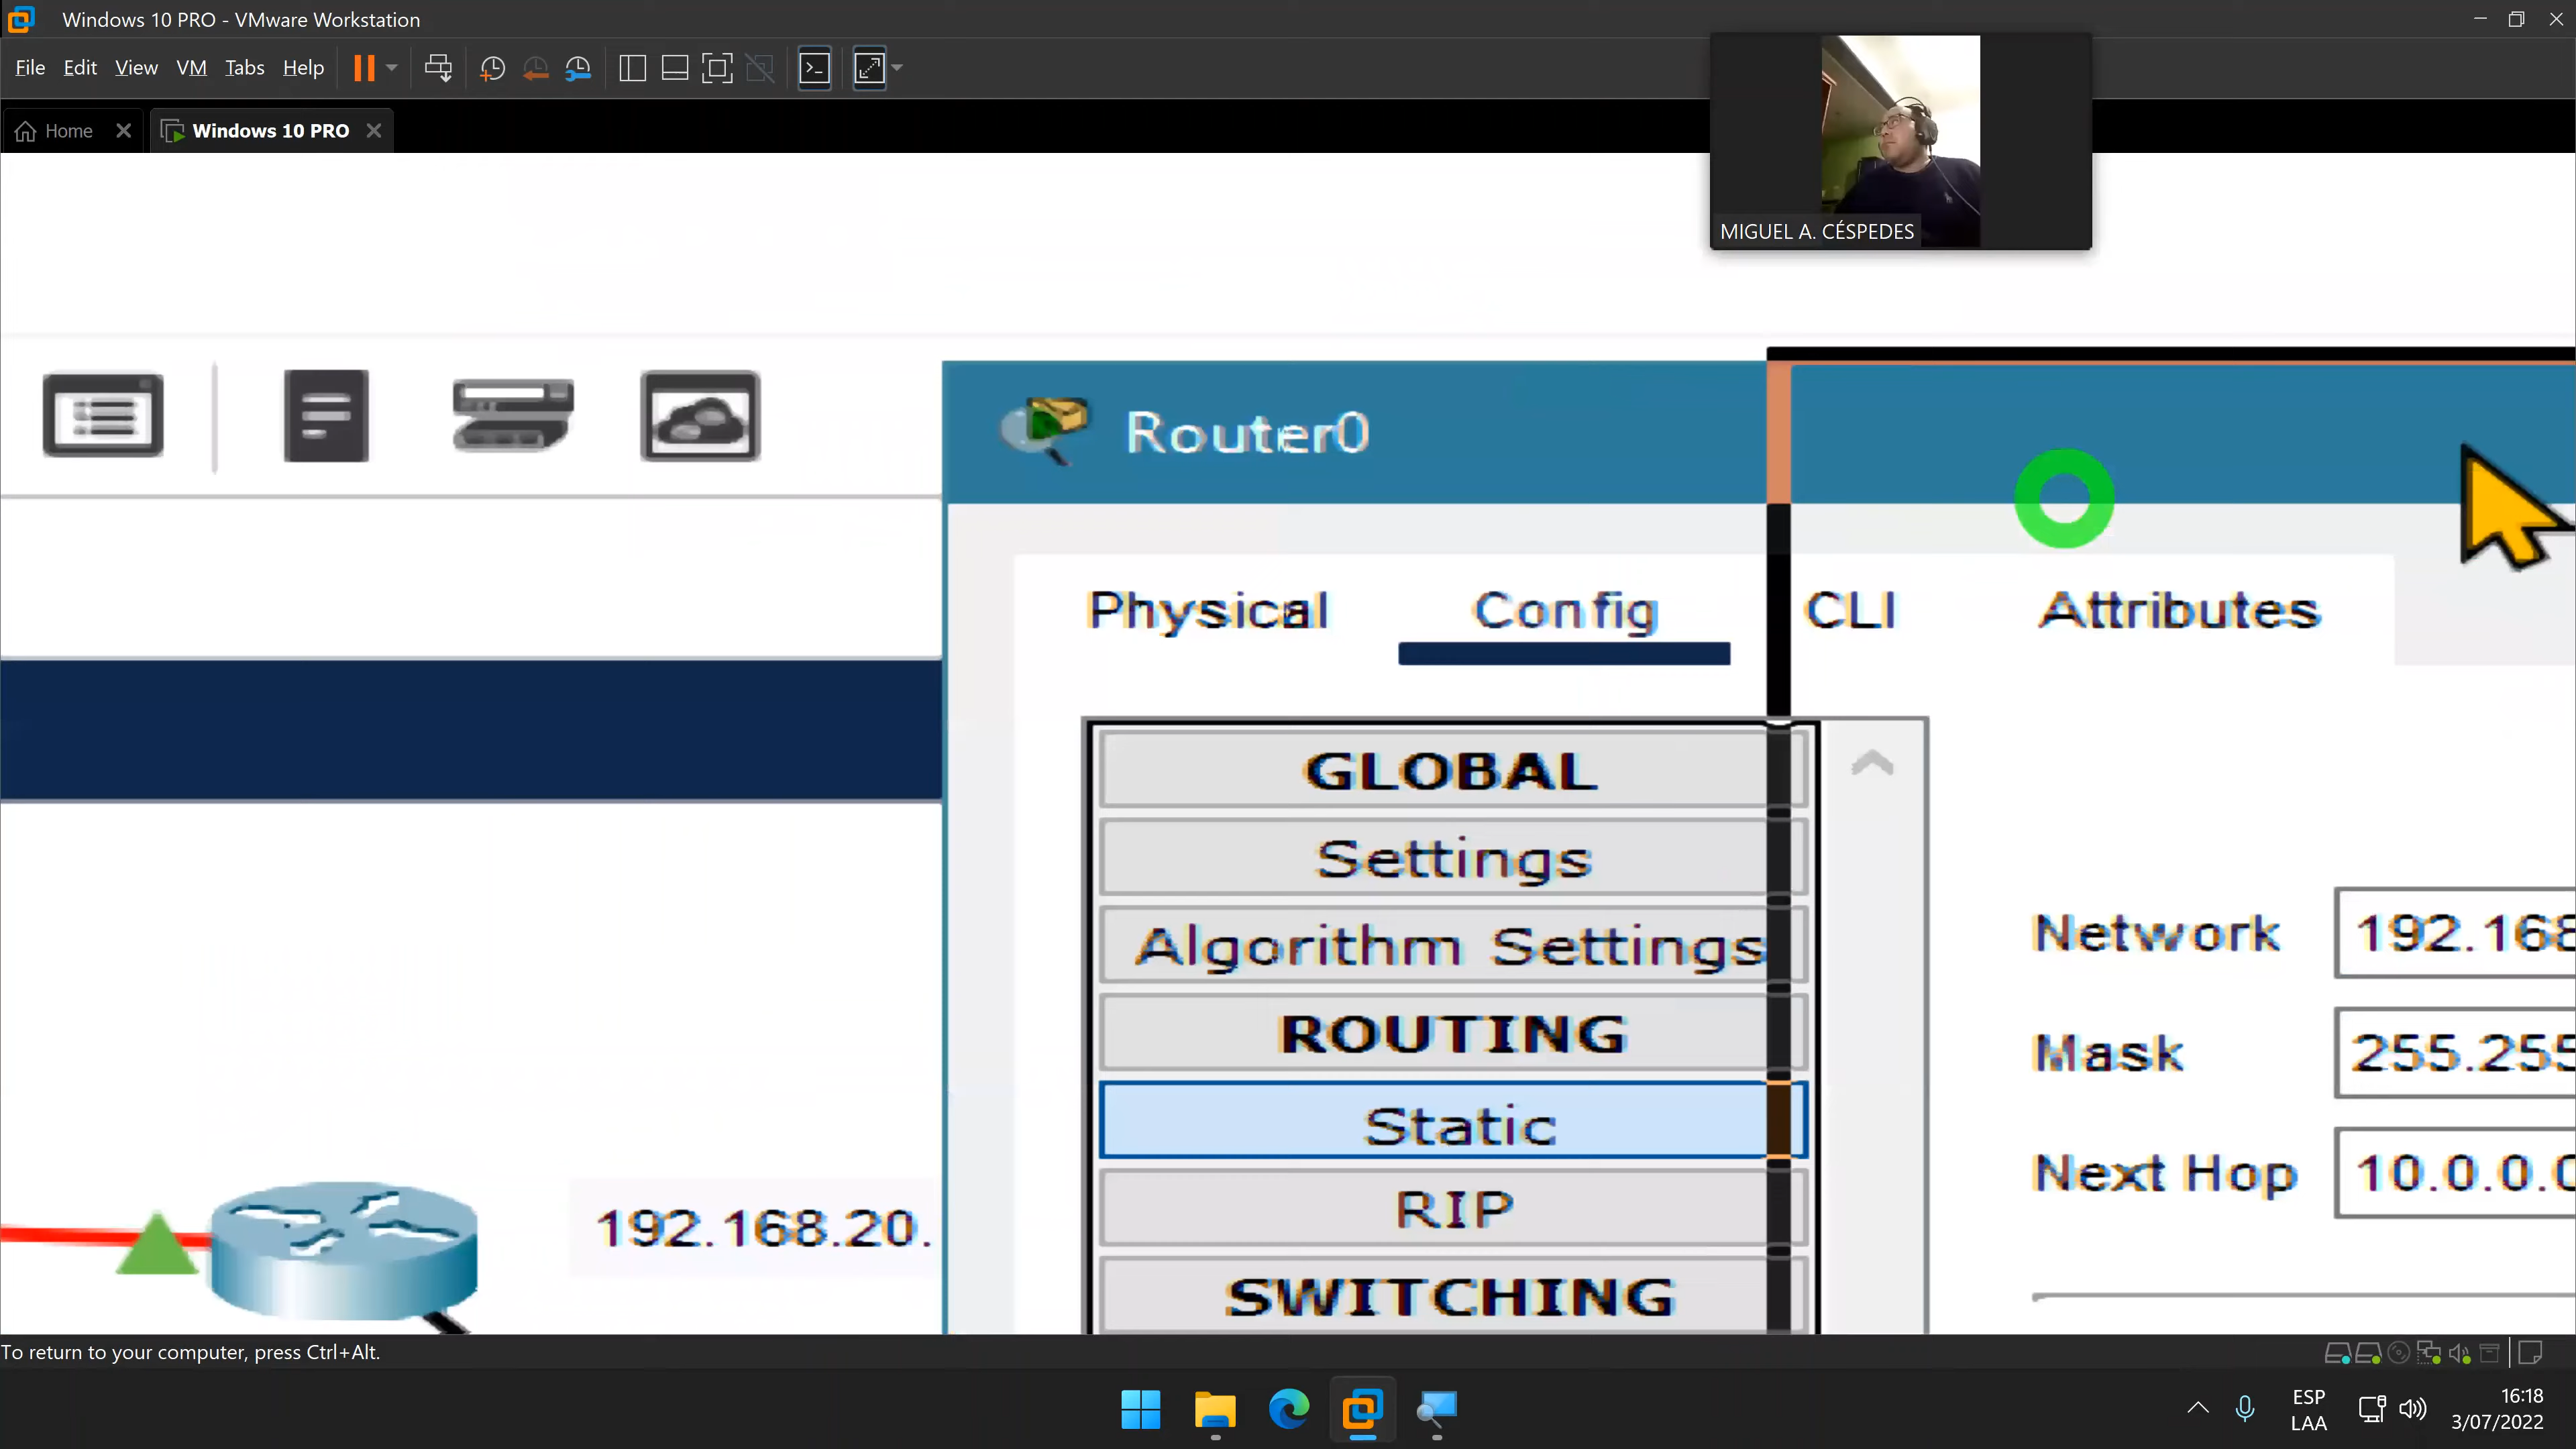 Windows 10 PRO - VMware Workstation
File Edit View VM Tabs Help
Home
Windows 10 PRO
MIGUEL A. CÉSPEDES
Router0
Physical Config CLI Attributes
GLOBAL
Settings
Algorithm Settings
ROUTING
Static
RIP
SWITCHING
Network 192.168
Mask 255.255
Next Hop 10.0.0.0
192.168.20.
To return to your computer, press Ctrl+Alt.
ESP
LAA
16:18
3/07/2022